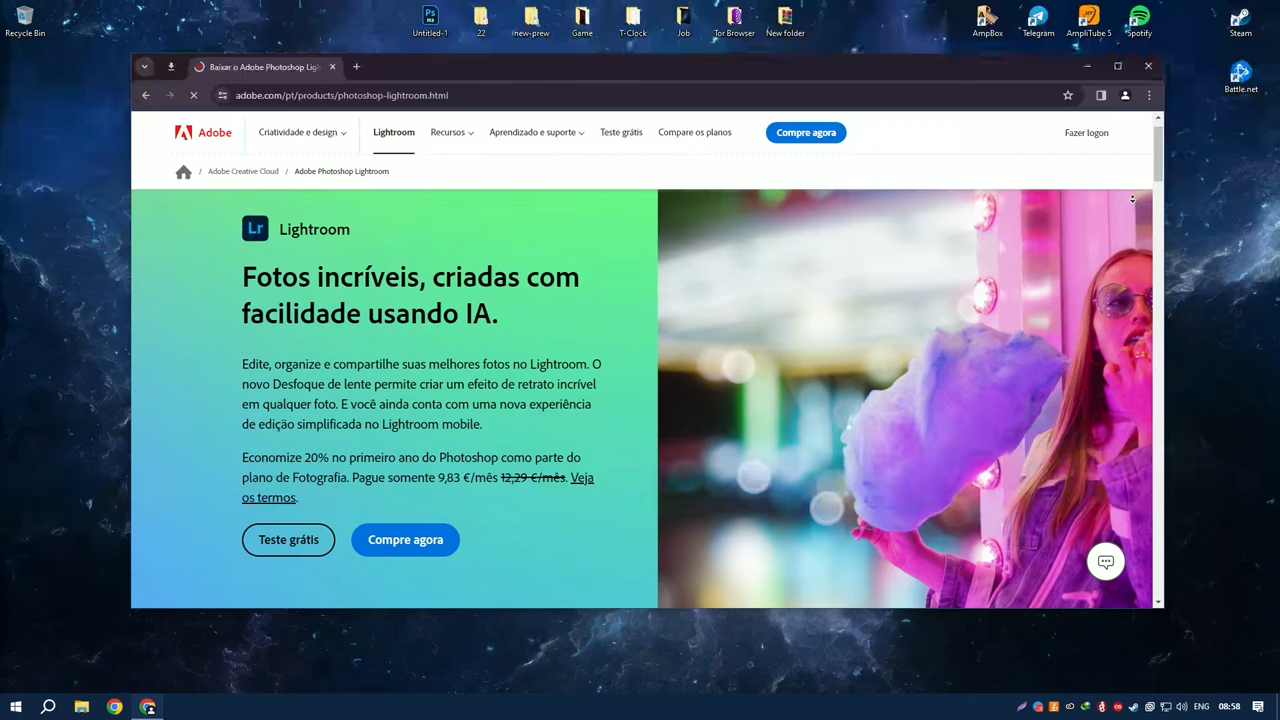 Recycle Bin
Untitled-1
22
inew-prew
Game
T-Clock
Job
Tor Browser
New folder
AmpBox
Telegram
AmpliTube 5
Spotify
Steam
Battle.net
Baixar o Adobe Photoshop Ligh
adobe.com/pt/products/photoshop-lightroom.html
Adobe
Criatividade e design
Lightroom
Recursos
Aprendizado e suporte
Teste grátis
Compare os planos
Compre agora
Fazer logon
/ Adobe Creative Cloud / Adobe Photoshop Lightroom
Lr Lightroom
Fotos incríveis, criadas com
facilidade usando IA.
Edite, organize e compartilhe suas melhores fotos no Lightroom. O
novo Desfoque de lente permite criar um efeito de retrato incrível
em qualquer foto. E você ainda conta com uma nova experiência
de edição simplificada no Lightroom mobile.
Economize 20% no primeiro ano do Photoshop como parte do
plano de Fotografia. Pague somente 9,83 €/mês 12,29 €/mês. Veja
os termos.
Teste grátis
Compre agora
ENG
08:58